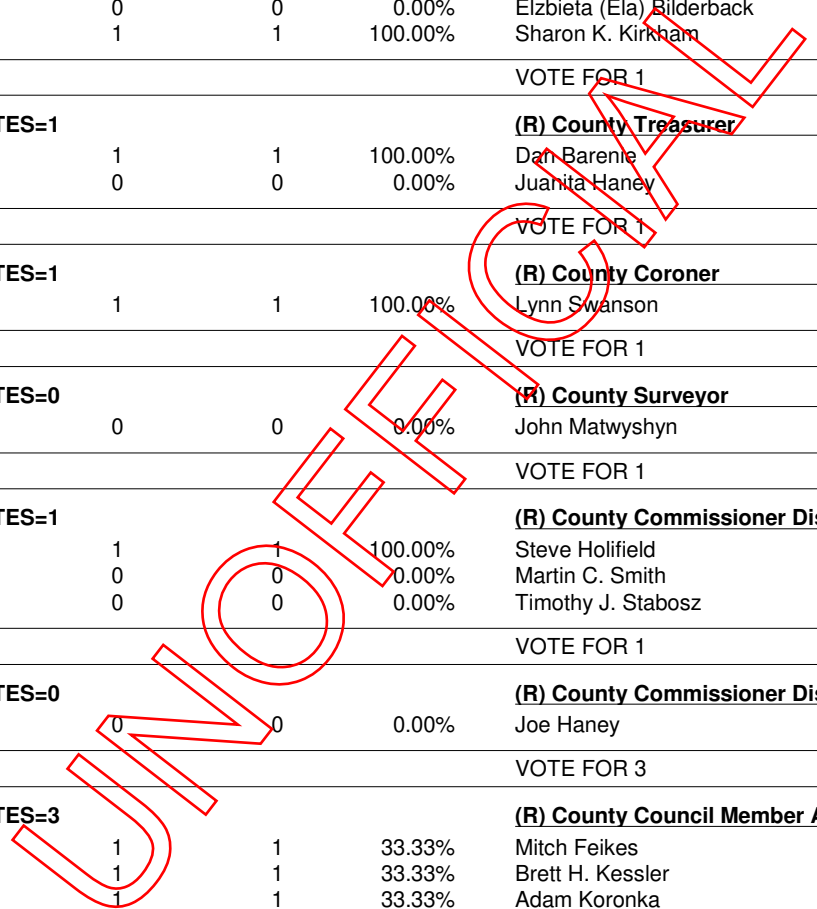 0 0 0.00% Elzbieta (Ela) Bilderback
1 1 100.00% Sharon K. Kirkham
VOTE FOR 1
TES=1 (R) County Treasurer
1 1 100.00% Dan Barenie
0 0 0.00% Juanita Haney
VOTE FOR 1
TES=1 (R) County Coroner
1 1 100.00% Lynn Swanson
VOTE FOR 1
TES=0 (R) County Surveyor
0 0 0.00% John Matwyshyn
VOTE FOR 1
TES=1 (R) County Commissioner Dis
1 1 100.00% Steve Holifield
0 0 0.00% Martin C. Smith
0 0 0.00% Timothy J. Stabosz
VOTE FOR 1
TES=0 (R) County Commissioner Dis
0 0 0.00% Joe Haney
VOTE FOR 3
TES=3 (R) County Council Member A
1 1 33.33% Mitch Feikes
1 1 33.33% Brett H. Kessler
1 1 33.33% Adam Koronka
UNOFFICIAL